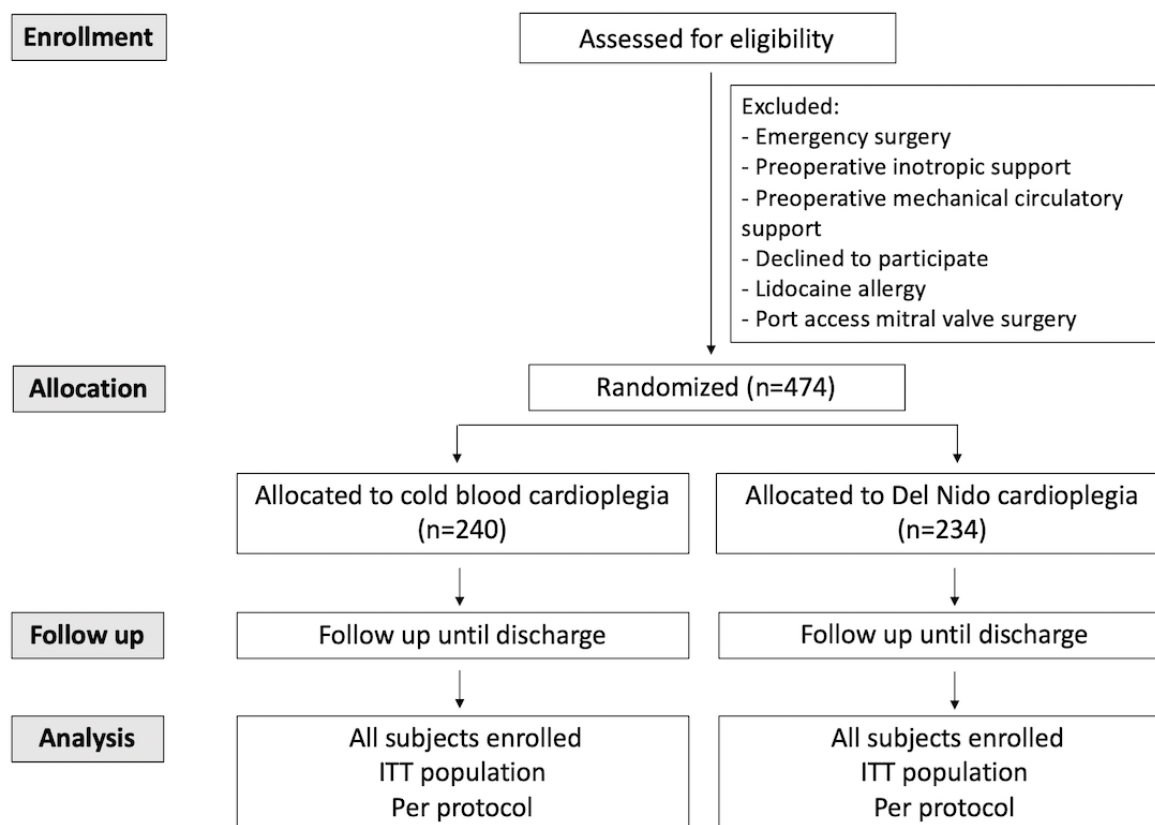 Enrollment
Assessed for eligibility
Excluded:
- Emergency surgery
- Preoperative inotropic support
- Preoperative mechanical circulatory
support
- Declined to participate
- Lidocaine allergy
- Port access mitral valve surgery
Allocation
Randomized (n=474)
Allocated to cold blood cardioplegia
(n=240)
Allocated to Del Nido cardioplegia
(n=234)
Follow up
Follow up until discharge
Follow up until discharge
Analysis
All subjects enrolled
ITT population
Per protocol
All subjects enrolled
ITT population
Per protocol